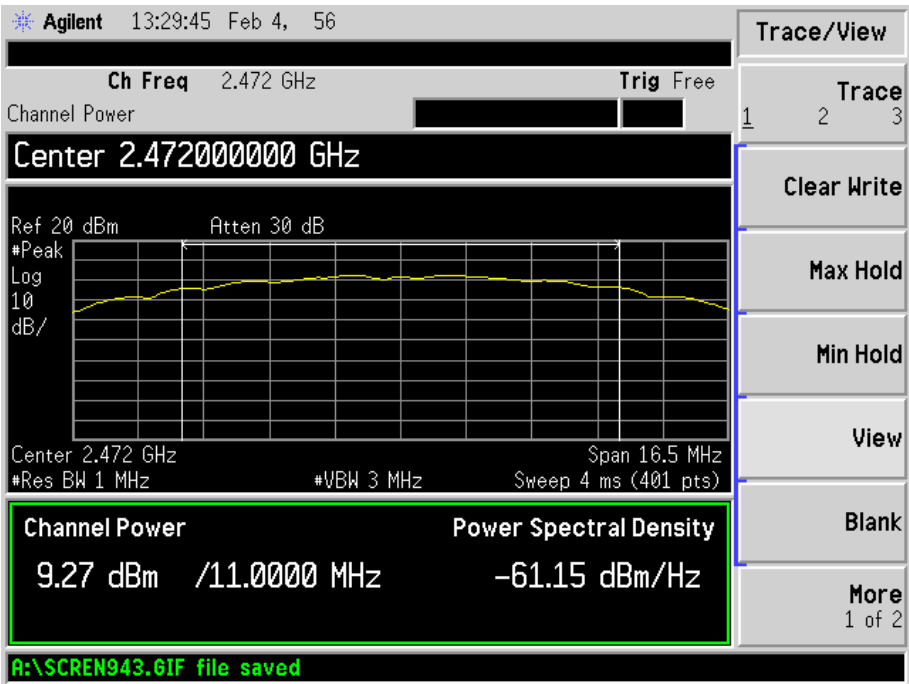 Agilent 13:29:45 Feb 4, 56
Trace/View
Ch Freq 2.472 GHz Trig Free
Channel Power
Trace
1 2 3
Center 2.472000000 GHz
Clear Write
Ref 20 dBm Atten 30 dB
#Peak
Log
10
dB/
Max Hold
Min Hold
View
Center 2.472 GHz Span 16.5 MHz
#Res BW 1 MHz #VBW 3 MHz Sweep 4 ms (401 pts)
Channel Power Power Spectral Density
Blank
9.27 dBm /11.0000 MHz -61.15 dBm/Hz
More
1 of 2
A:\SCREN943.GIF file saved